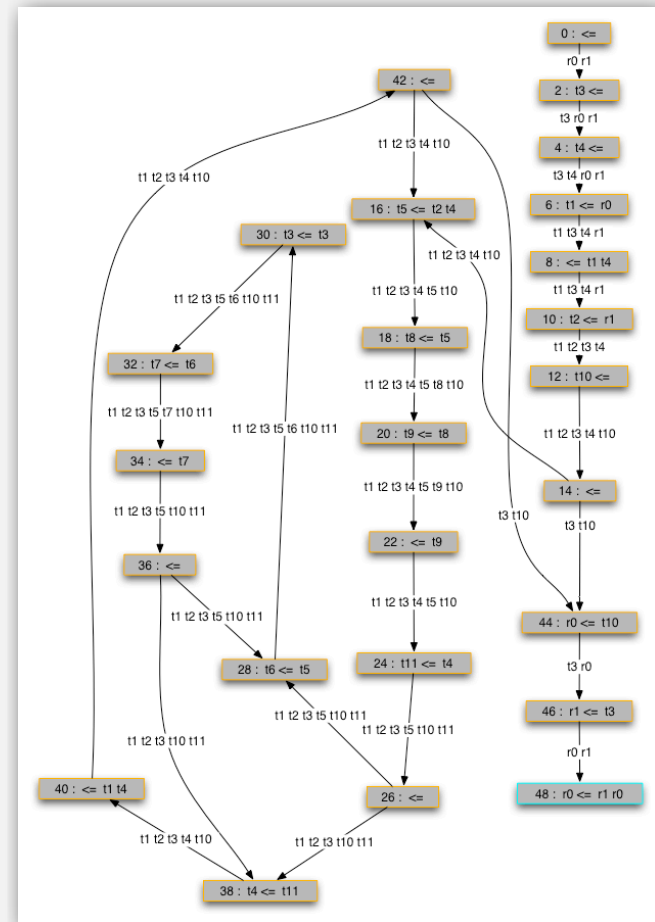 0 : <=
r0 r1
42 : <=
2 : t3 <=
t3 r0 r1
t1 t2 t3 t4 t10
4 : t4 <=
t1 t2 t3 t4 t10
t3 t4 r0 r1
16 : t5 <= t2 t4
6 : t1 <= r0
30 : t3 <= t3
t1 t3 t4 r1
t1 t2 t3 t4 t10
8 : <= t1 t4
t1 t2 t3 t4 t5 t10
t1 t3 t4 r1
t1 t2 t3 t5 t6 t10 t11
10 : t2 <= r1
18 : t8 <= t5
t1 t2 t3 t4
32 : t7 <= t6
12 : t10 <=
t1 t2 t3 t4 t5 t8 t10
t1 t2 t3 t5 t7 t10 t11
t1 t2 t3 t5 t6 t10 t11
20 : t9 <= t8
t1 t2 t3 t4 t10
34 : <= t7
t1 t2 t3 t4 t5 t9 t10
14 : <=
t1 t2 t3 t5 t10 t11
t3 t10
t3 t10
22 : <= t9
36 : <=
t1 t2 t3 t4 t5 t10
t1 t2 t3 t5 t10 t11
44 : r0 <= t10
28 : t6 <= t5
24 : t11 <= t4
t3 r0
t1 t2 t3 t5 t10 t11
t1 t2 t3 t5 t10 t11
46 : r1 <= t3
t1 t2 t3 t10 t11
r0 r1
40 : <= t1 t4
26 : <=
48 : r0 <= r1 r0
t1 t2 t3 t4 t10
t1 t2 t3 t10 t11
38 : t4 <= t11